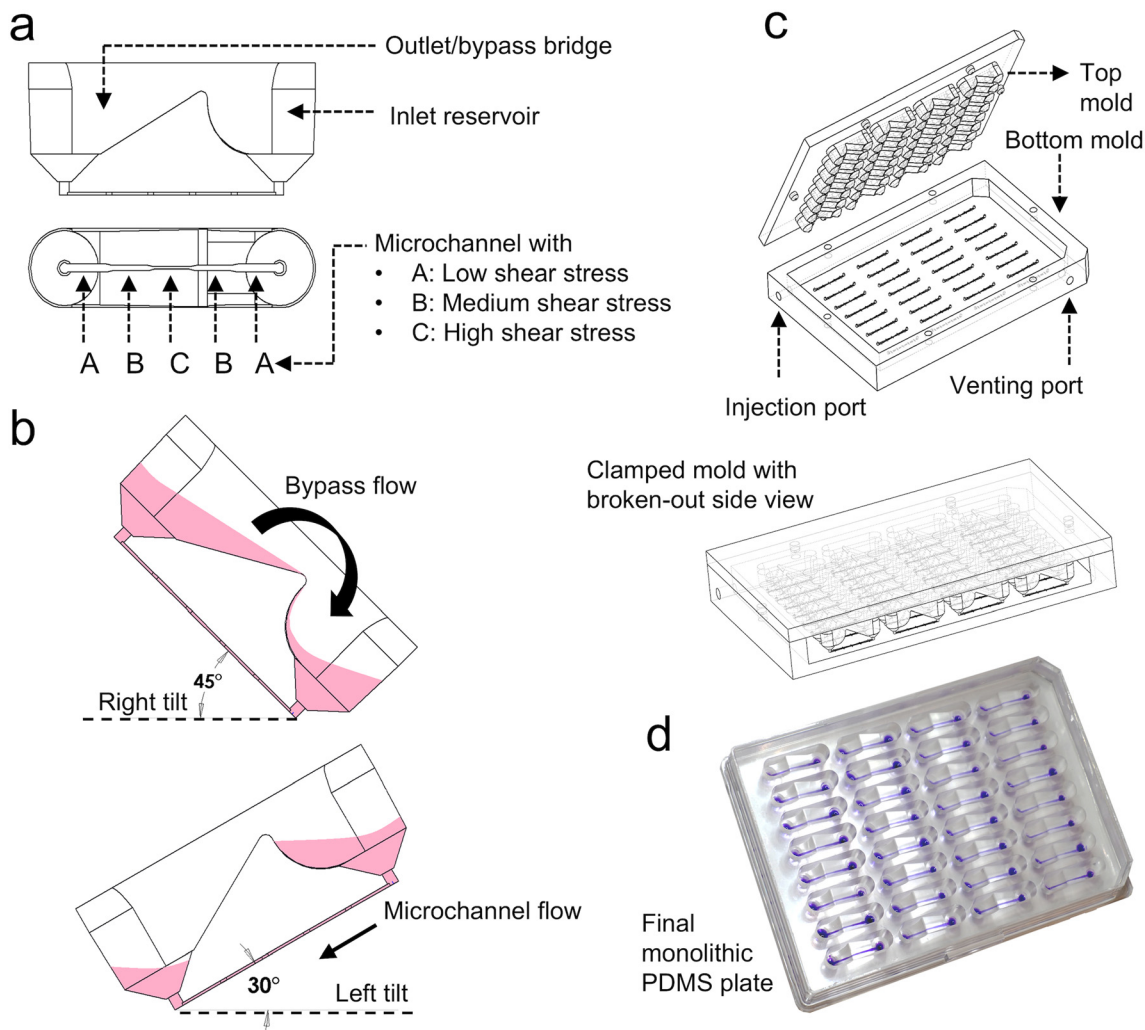 a
Outlet/bypass bridge
Inlet reservoir
Microchannel with
• A: Low shear stress
• B: Medium shear stress
• C: High shear stress
A B C B A
b
Bypass flow
45°
Right tilt
Microchannel flow
30°
Left tilt
c
Top
mold
Bottom mold
Injection port
Venting port
Clamped mold with
broken-out side view
d
Final
monolithic
PDMS plate